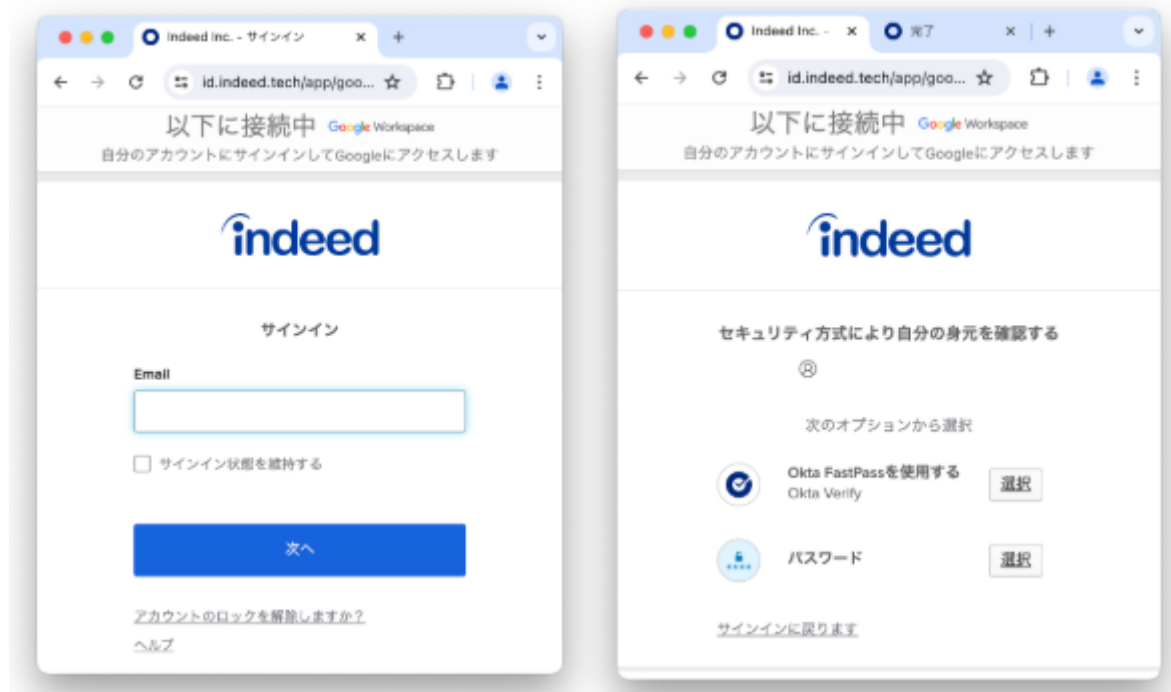 Indeed Inc. - サインイン
id.indeed.tech/app/goo...
以下に接続中 Google Workspace
自分のアカウントにサインインしてGoogleにアクセスします
indeed
サインイン
Email
サインイン状態を維持する
次へ
アカウントのロックを解除しますか？
ヘルプ
Indeed Inc. -
完了
id.indeed.tech/app/goo...
以下に接続中 Google Workspace
自分のアカウントにサインインしてGoogleにアクセスします
indeed
セキュリティ方式により自分の身元を確認する
次のオプションから選択
Okta FastPassを使用する
Okta Verify
選択
パスワード
選択
サインインに戻ります